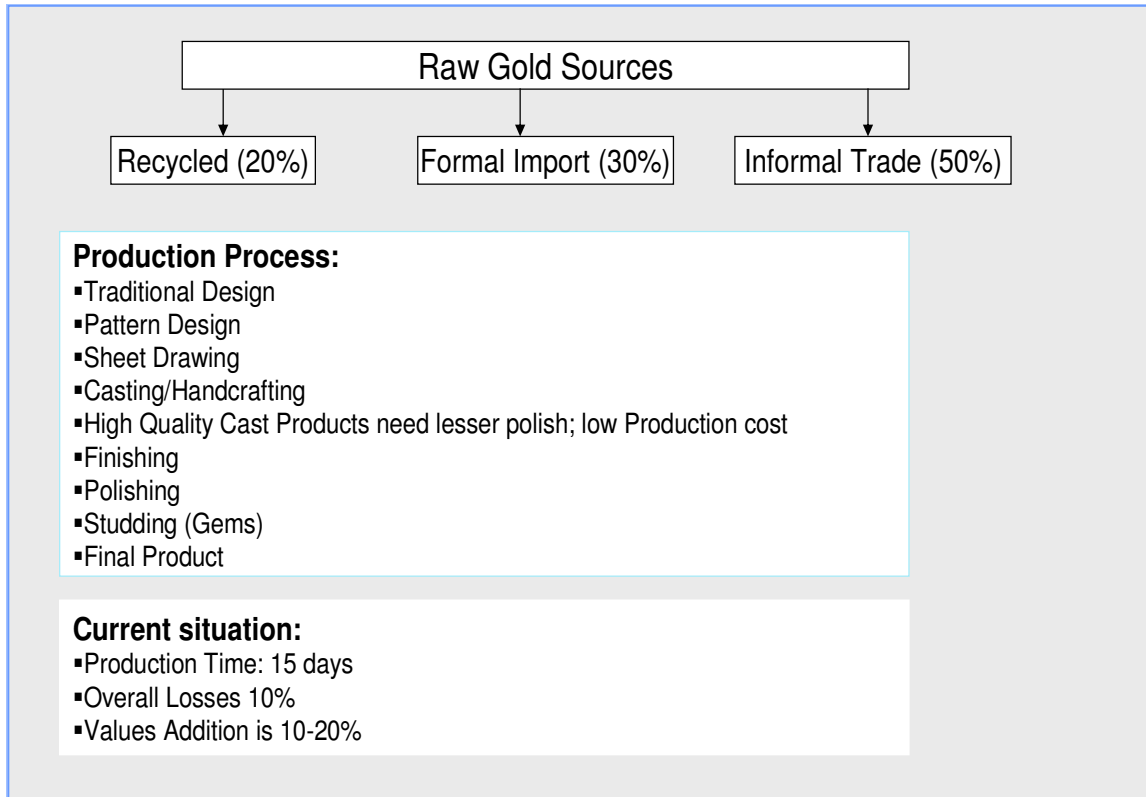 Raw Gold Sources
Recycled (20%)
Formal Import (30%)
Informal Trade (50%)
Production Process:
▪Traditional Design
▪Pattern Design
▪Sheet Drawing
▪Casting/Handcrafting
▪High Quality Cast Products need lesser polish; low Production cost
▪Finishing
▪Polishing
▪Studding (Gems)
▪Final Product
Current situation:
▪Production Time: 15 days
▪Overall Losses 10%
▪Values Addition is 10-20%